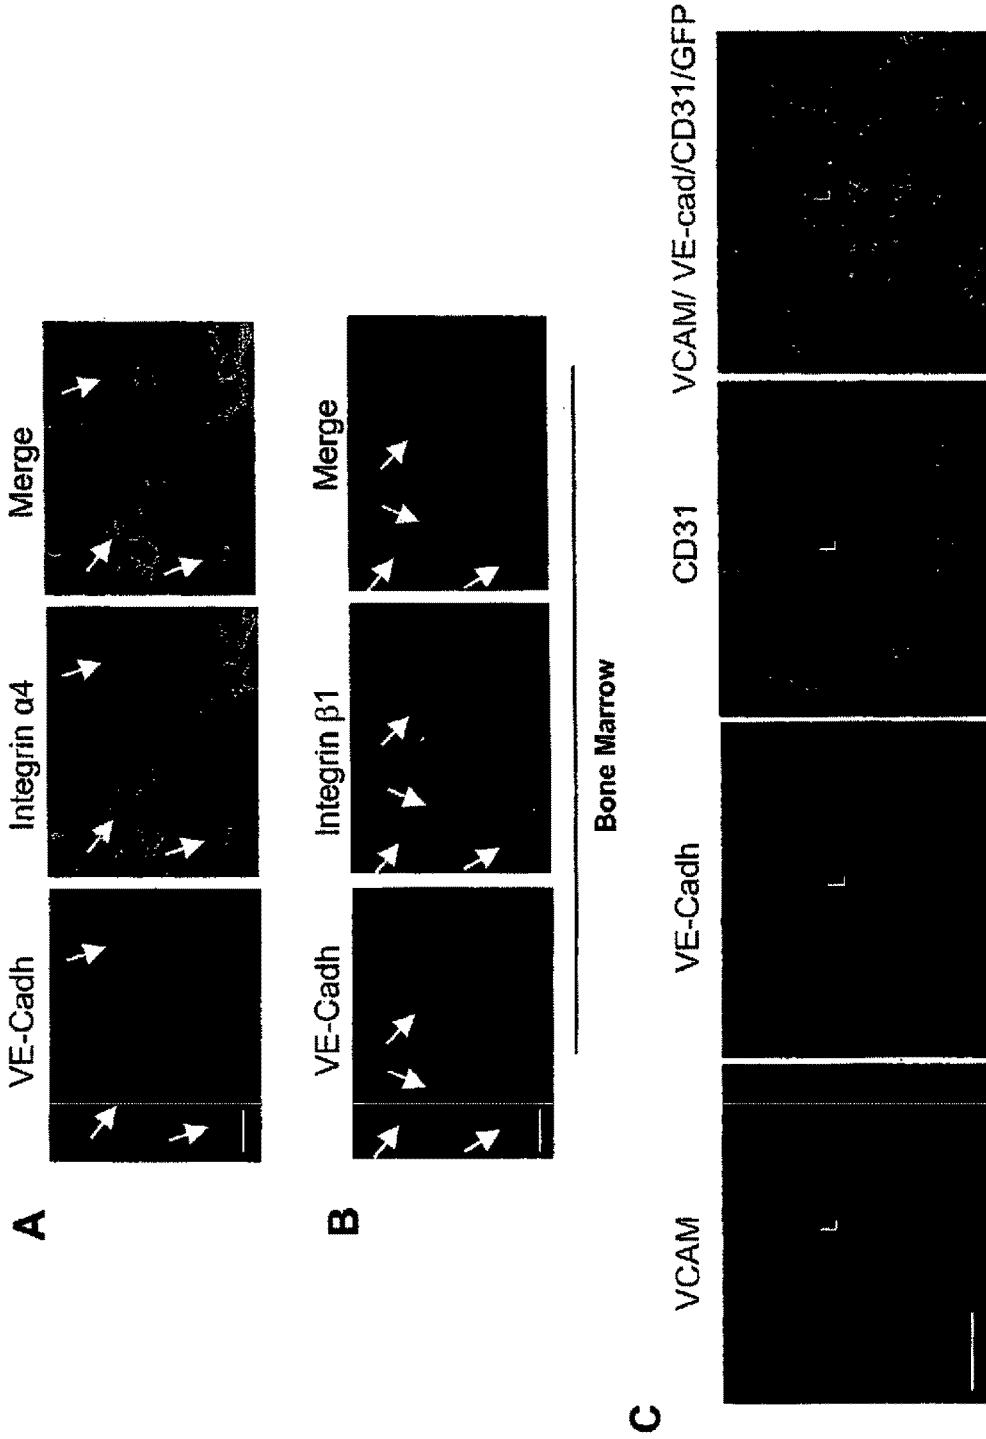 A
VE-Cadh
Integrin α4
Merge
B
VE-Cadh
Integrin β1
Merge
Bone Marrow
C
VCAM
VE-Cadh
CD31
VCAM/ VE-cad/CD31/GFP